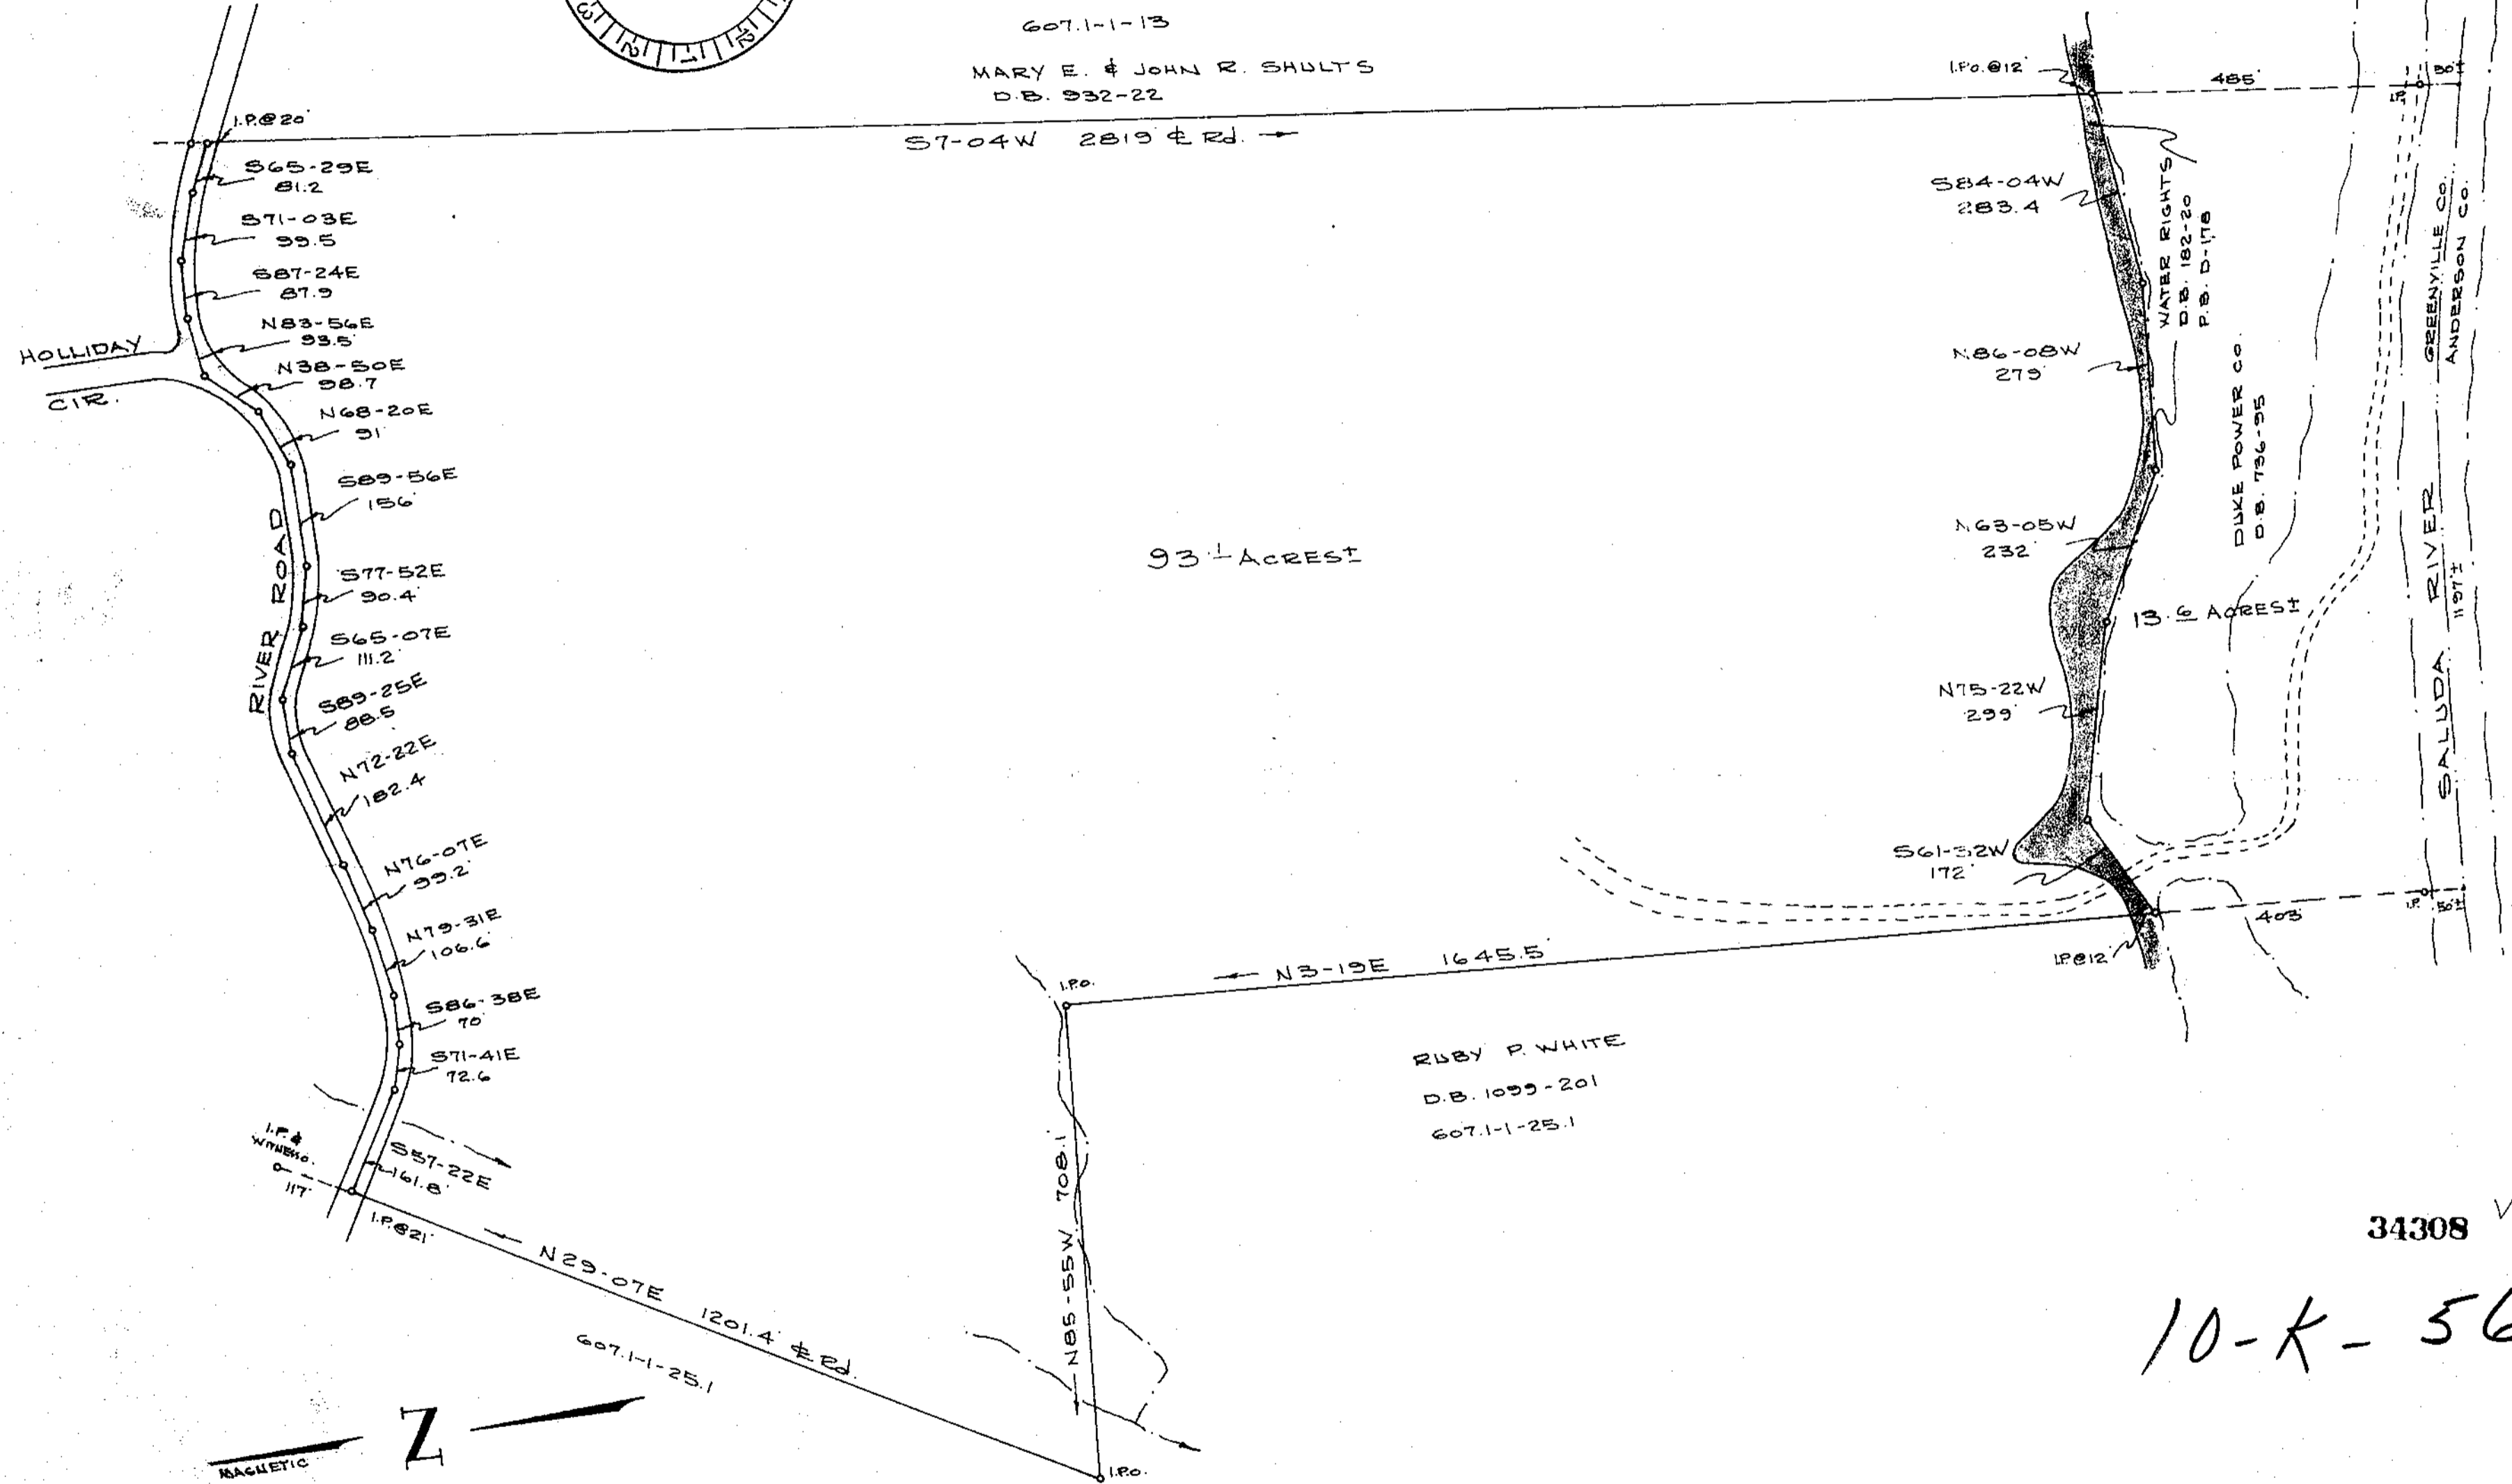 607.1-1-13
MARY E. & JOHN R. SHULTS
D.B. 932-22
I.P.@20'
S7-04W 2819' ℄ Rd.
I.P.O.@12'
485'
I.P.
50'±
S65-29E
81.2
S71-03E
99.5
S87-24E
87.9
N83-56E
93.5'
N38-50E
98.7
N68-20E
91'
S89-56E
156'
S77-52E
90.4'
S65-07E
111.2'
S89-25E
88.5
N72-22E
182.4
N76-07E
99.2'
N79-31E
106.6'
S86-38E
70'
S71-41E
72.6
S57-22E
161.8'
HOLLIDAY
CIR.
RIVER ROAD
93.1 ACRES±
S84-04W
283.4
N86-08W
279'
N63-05W
232'
N75-22W
299'
S61-32W
172'
WATER RIGHTS
D.B. 182-20
P.B. D-178
DUKE POWER CO.
D.B. 736-95
13.6 ACRES±
GREENVILLE CO.
ANDERSON CO.
SALUDA RIVER
1197'±
403'
I.P.
50'±
I.P.@12'
N3-19E 1645.5'
I.P.O.
RUBY P. WHITE
D.B. 1099-201
607.1-1-25.1
N85-55W 708.1
I.P. &
WITNESS O.
117'
I.P.@21'
N29-07E 1201.4' ℄ Rd.
607.1-1-25.1
I.P.O.
34308
10-K-56
MAGNETIC
N